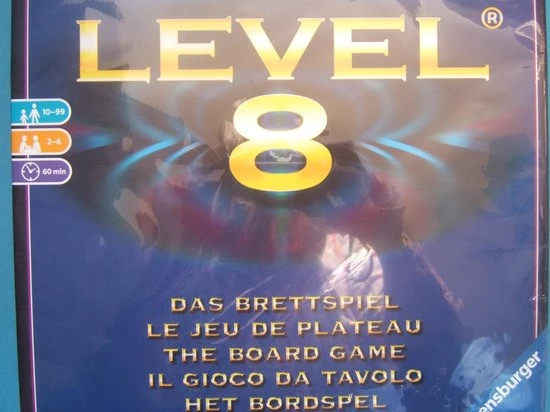 LEVEL ®
8
10-99
2-6
60 min
DAS BRETTSPIEL
LE JEU DE PLATEAU
THE BOARD GAME
IL GIOCO DA TAVOLO
HET BORDSPEL
nsburger